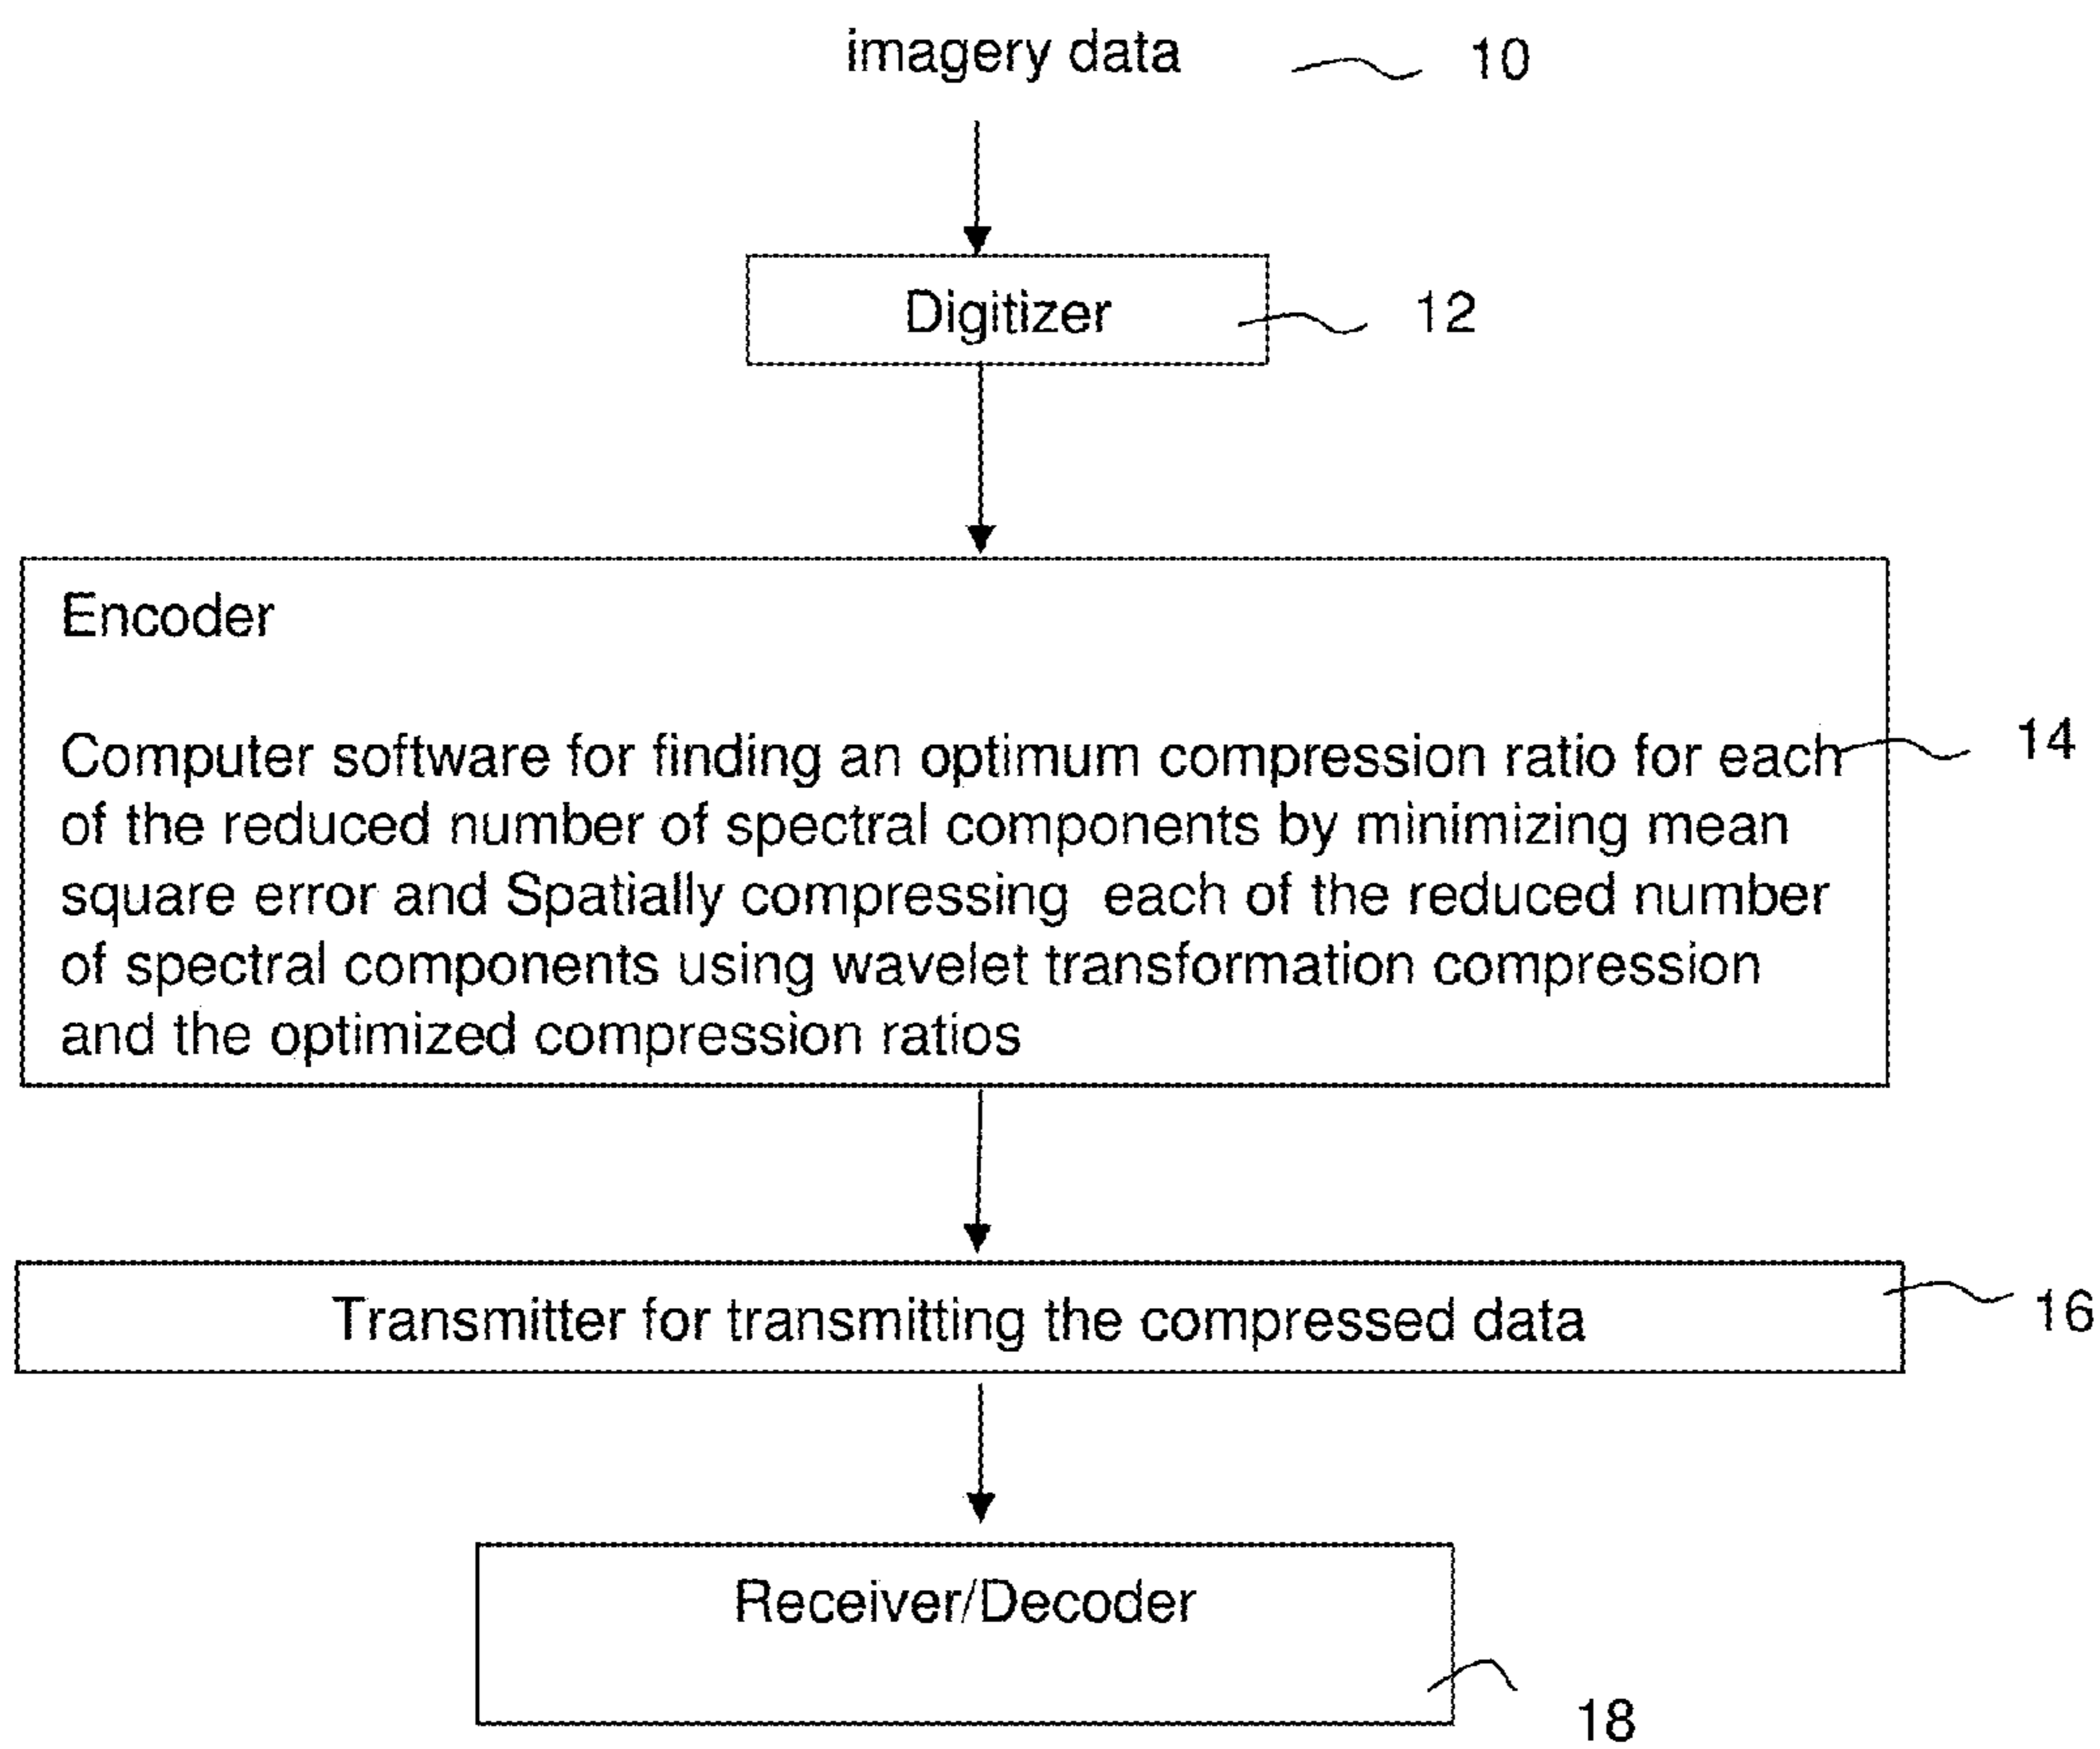 imagery data 10
Digitizer 12
Encoder
Computer software for finding an optimum compression ratio for each 14
of the reduced number of spectral components by minimizing mean
square error and Spatially compressing each of the reduced number
of spectral components using wavelet transformation compression
and the optimized compression ratios
Transmitter for transmitting the compressed data 16
Receiver/Decoder
18